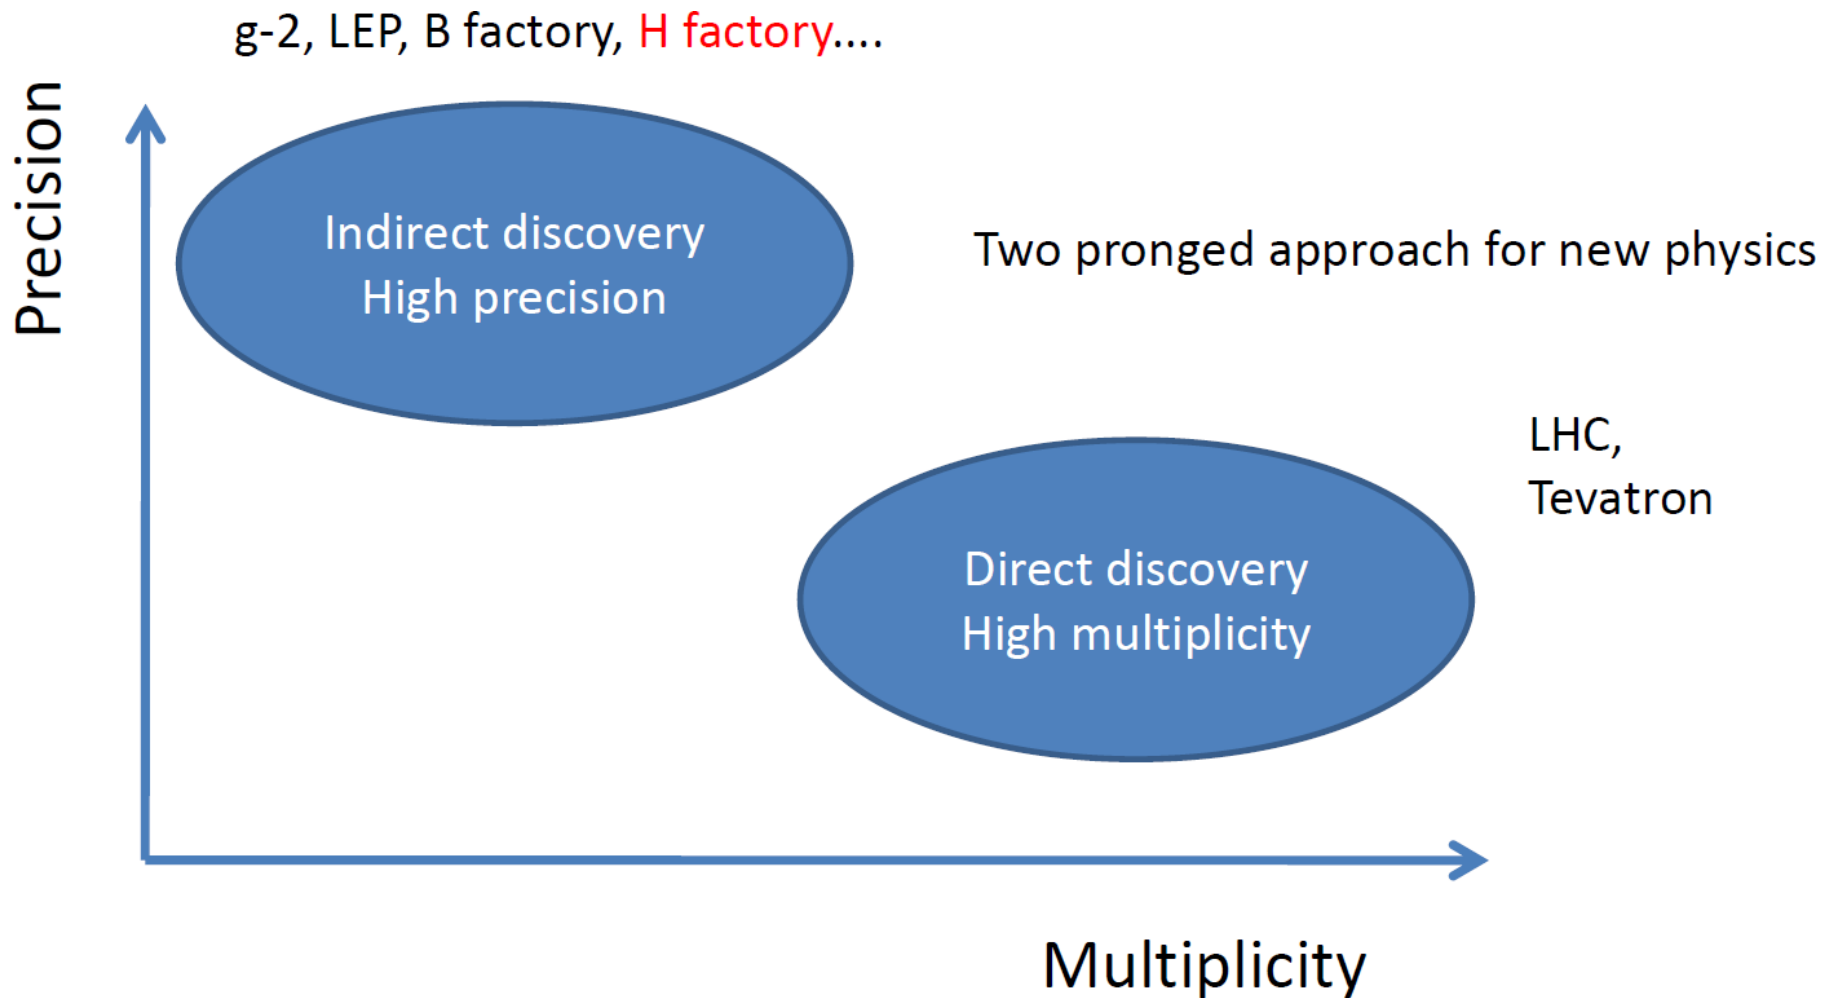 g-2, LEP, B factory, H factory....
Precision
Indirect discovery
High precision
Two pronged approach for new physics
LHC,
Tevatron
Direct discovery
High multiplicity
Multiplicity